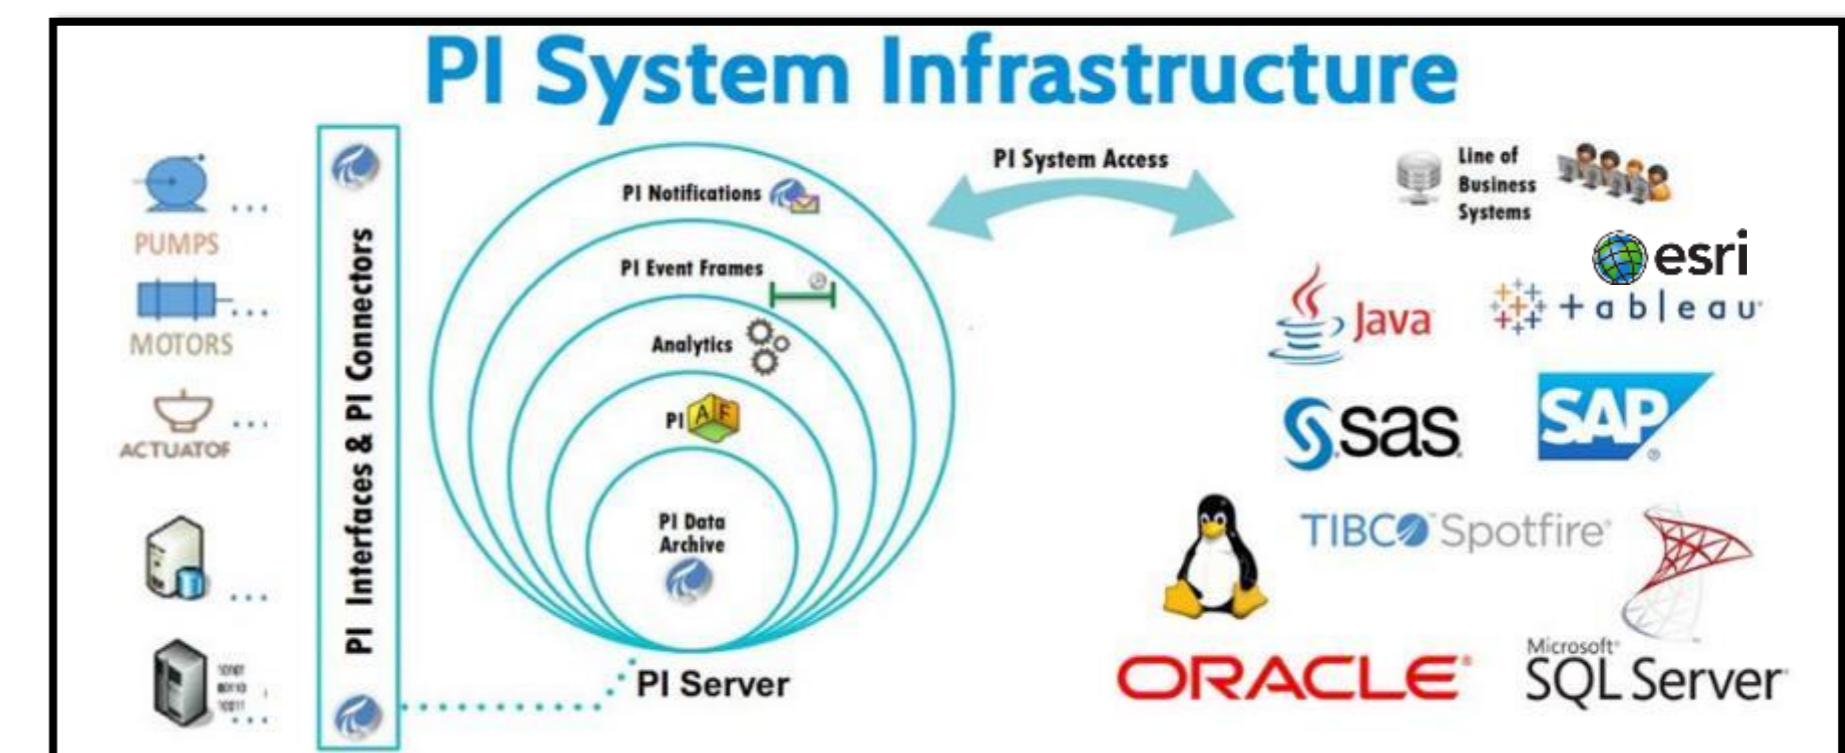 PI System Infrastructure
PUMPS
MOTORS
ACTUATOF
PI Interfaces & PI Connectors
PI Notifications
PI Event Frames
Analytics
PI AF
PI Data
Archive
PI Server
PI System Access
Line of
Business
Systems
esri
Java
+ableau
sas
SAP
TIBCO Spotfire
ORACLE
Microsoft
SQL Server